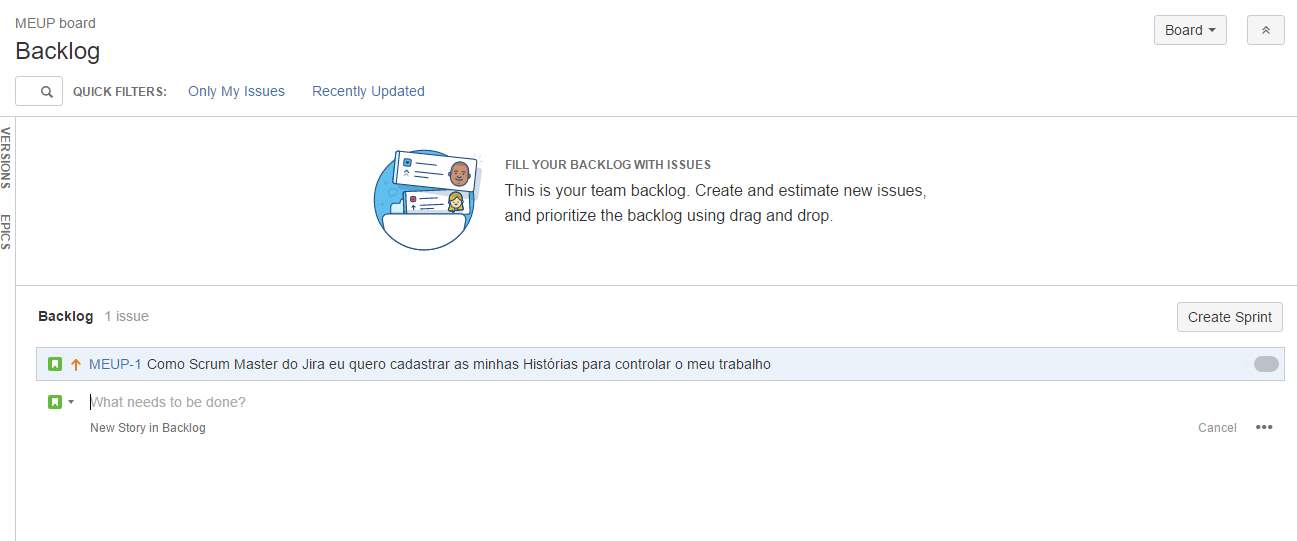 MEUP board
Backlog
Board
QUICK FILTERS: Only My Issues Recently Updated
VERSIONS
EPICS
FILL YOUR BACKLOG WITH ISSUES
This is your team backlog. Create and estimate new issues,
and prioritize the backlog using drag and drop.
Backlog 1 issue
Create Sprint
MEUP-1 Como Scrum Master do Jira eu quero cadastrar as minhas Histórias para controlar o meu trabalho
What needs to be done?
New Story in Backlog
Cancel